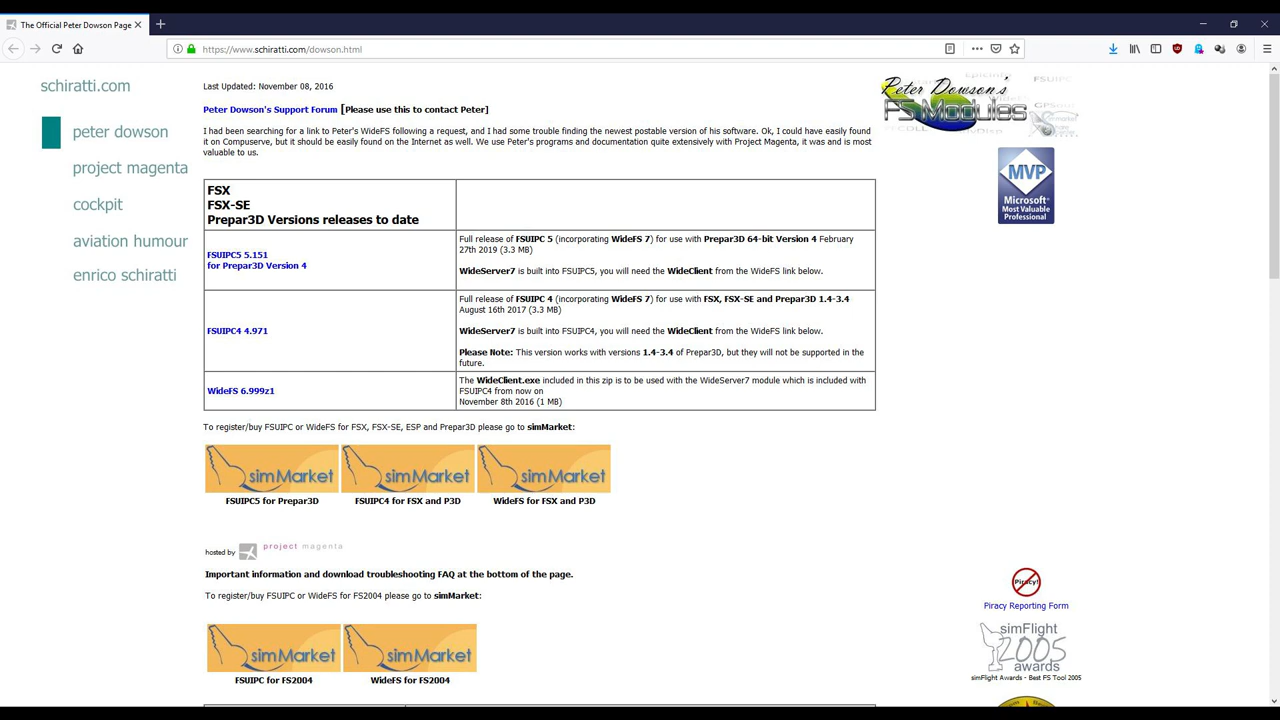 The Official Peter Dowson Page
https://www.schiratti.com/dowson.html
schiratti.com
peter dowson
project magenta
cockpit
aviation humour
enrico schiratti
Last Updated: November 08, 2016
Peter Dowson's Support Forum [Please use this to contact Peter]
I had been searching for a link to Peter's WideFS following a request, and I had some trouble finding the newest postable version of his software. Ok, I could have easily found
it on Compuserve, but it should be easily found on the Internet as well. We use Peter's programs and documentation quite extensively with Project Magenta, it was and is most
valuable to us.
FSX
FSX-SE
Prepar3D Versions releases to date
FSUIPC5 5.151
for Prepar3D Version 4
Full release of FSUIPC 5 (incorporating WideFS 7) for use with Prepar3D 64-bit Version 4 February
27th 2019 (3.3 MB)
WideServer7 is built into FSUIPC5, you will need the WideClient from the WideFS link below.
FSUIPC4 4.971
Full release of FSUIPC 4 (incorporating WideFS 7) for use with FSX, FSX-SE and Prepar3D 1.4-3.4
August 16th 2017 (3.3 MB)
WideServer7 is built into FSUIPC4, you will need the WideClient from the WideFS link below.
Please Note: This version works with versions 1.4-3.4 of Prepar3D, but they will not be supported in the
future.
WideFS 6.999z1
The WideClient.exe included in this zip is to be used with the WideServer7 module which is included with
FSUIPC4 from now on
November 8th 2016 (1 MB)
To register/buy FSUIPC or WideFS for FSX, FSX-SE, ESP and Prepar3D please go to simMarket:
simMarket simMarket simMarket
FSUIPC5 for Prepar3D FSUIPC4 for FSX and P3D WideFS for FSX and P3D
hosted by project magenta
Important information and download troubleshooting FAQ at the bottom of the page.
To register/buy FSUIPC or WideFS for FS2004 please go to simMarket:
simMarket simMarket
FSUIPC for FS2004 WideFS for FS2004
Peter Dowson's
FS Modules
FSUIPC
MVP
Microsoft
Most Valuable
Professional
Piracy!
Piracy Reporting Form
simFlight
2005
awards
simFlight Awards - Best FS Tool 2005